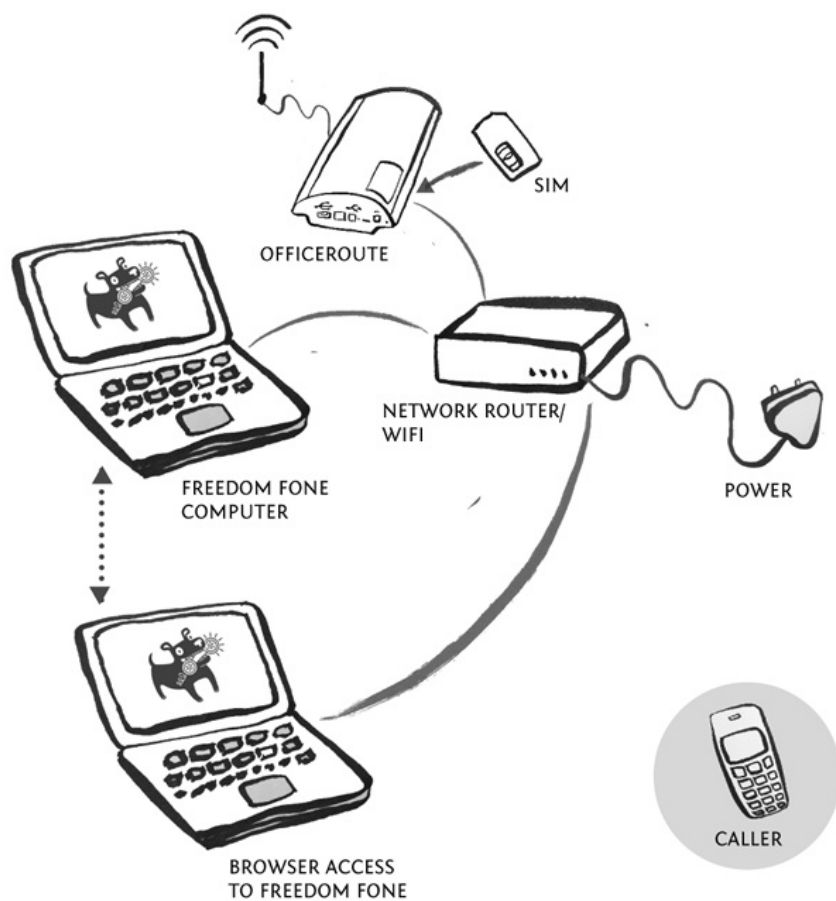 SIM
OFFICEROUTE
NETWORK ROUTER/
WIFI
FREEDOM FONE
COMPUTER
POWER
CALLER
BROWSER ACCESS
TO FREEDOM FONE